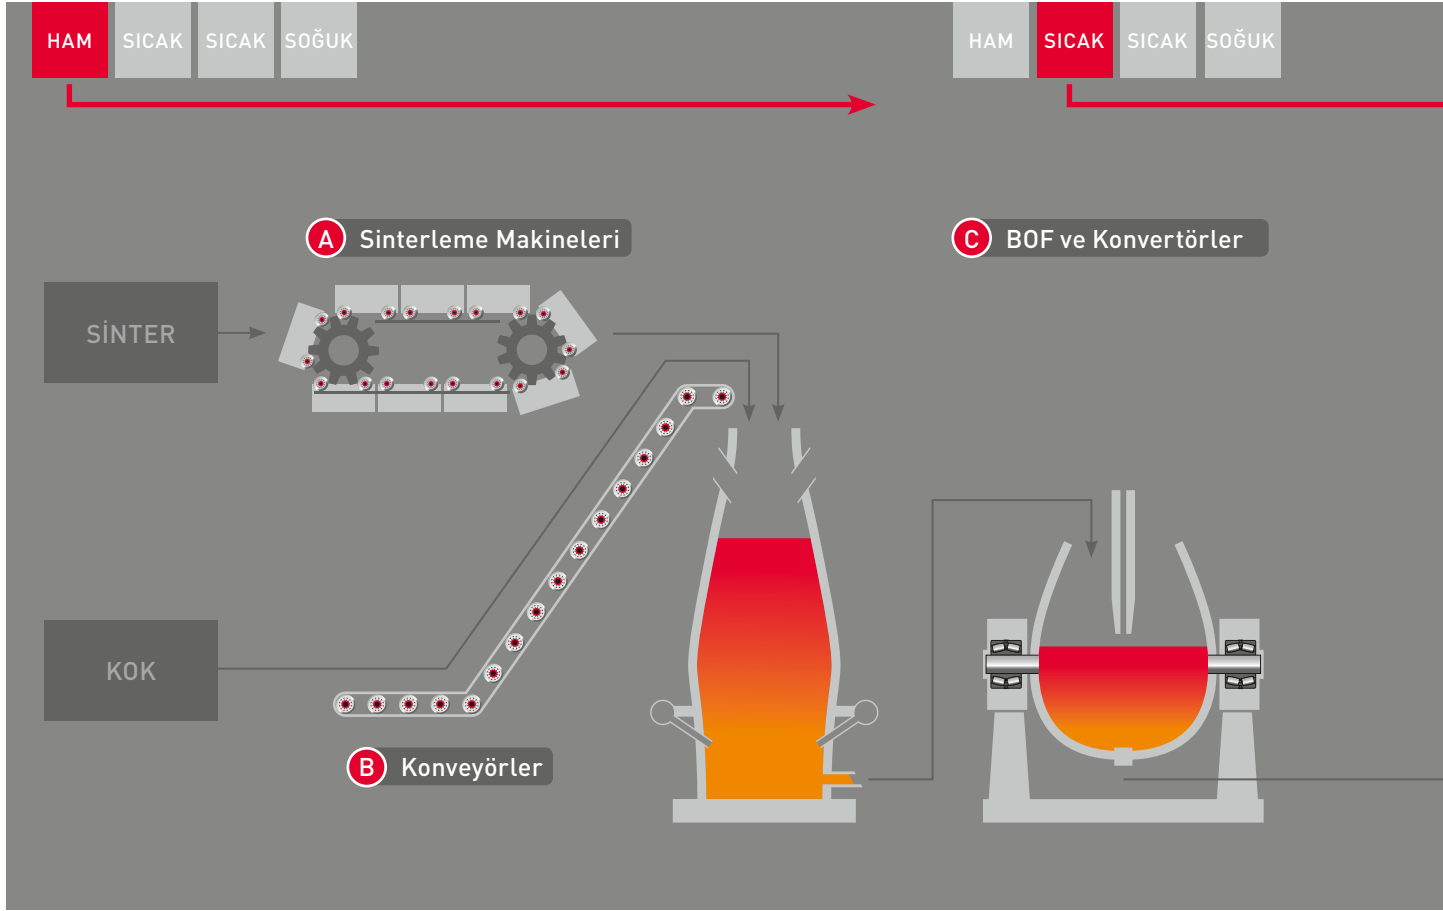 HAM SICAK SICAK SOĞUK
HAM SICAK SICAK SOĞUK
A Sinterleme Makineleri
C BOF ve Konvertörler
SİNTER
KOK
B Konveyörler